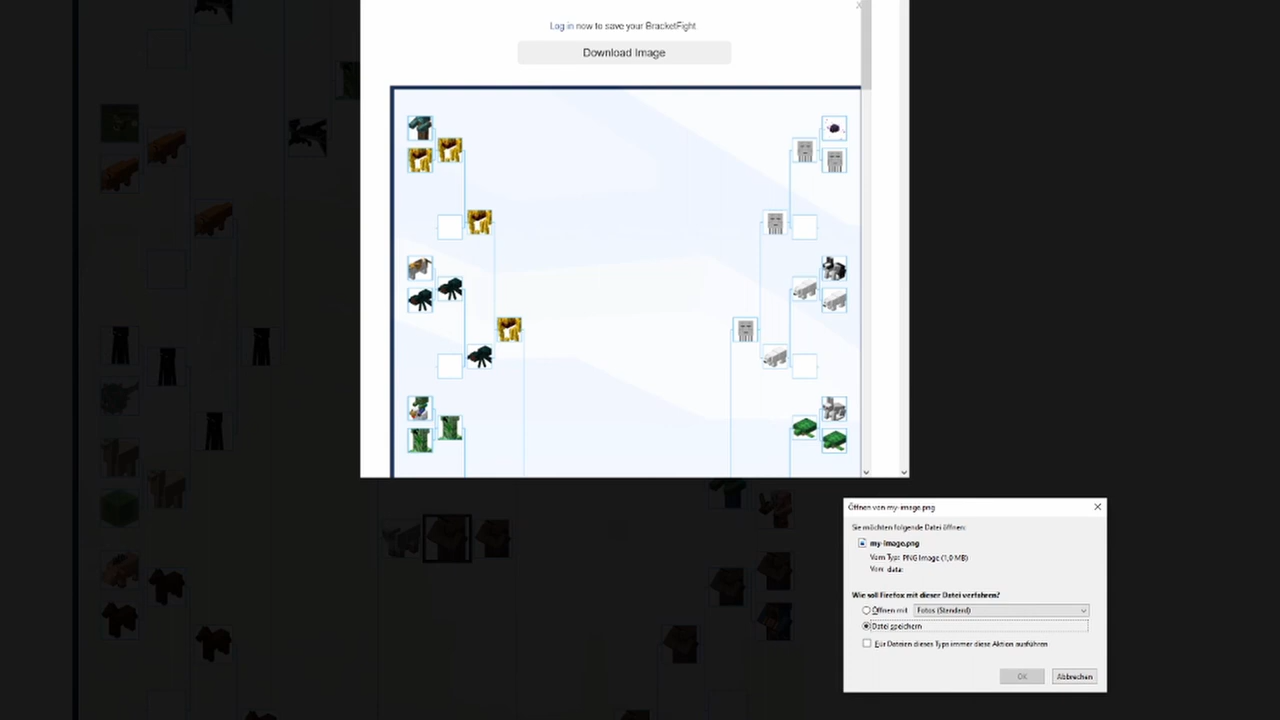 X
Log in now to save your BracketFight
Download Image
Öffnen von my-image.png
Sie möchten folgende Datei öffnen:
my-image.png
Vom Typ: PNG Image (1,0 MB)
Von: data:
Wie soll Firefox mit dieser Datei verfahren?
Öffnen mit Fotos (Standard)
Datei speichern
Für Dateien dieses Typs immer diese Aktion ausführen
OK Abbrechen